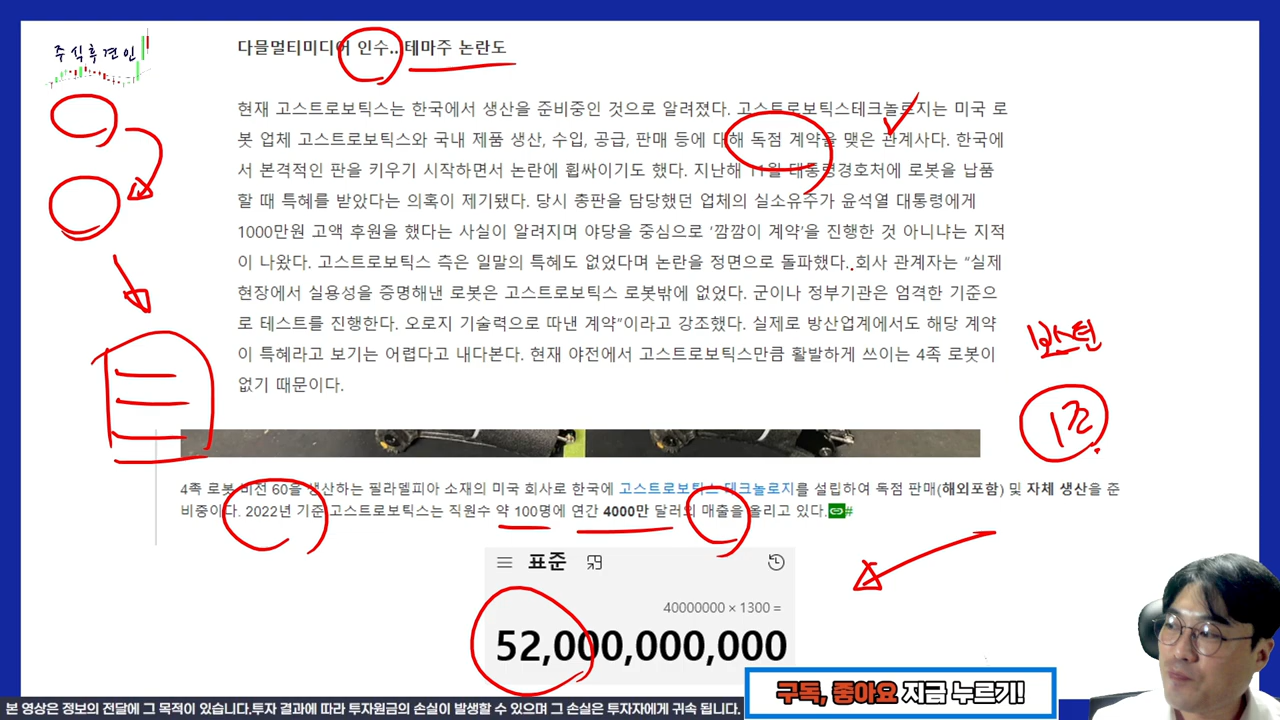 주식후견인
다물멀티미디어 인수.. 테마주 논란도
현재 고스트로보틱스는 한국에서 생산을 준비중인 것으로 알려졌다. 고스트로보틱스테크놀로지는 미국 로
봇 업체 고스트로보틱스와 국내 제품 생산, 수입, 공급, 판매 등에 대해 독점 계약을 맺은 관계사다. 한국에
서 본격적인 판을 키우기 시작하면서 논란에 휩싸이기도 했다. 지난해 11월 대통령경호처에 로봇을 납품
할 때 특혜를 받았다는 의혹이 제기됐다. 당시 총판을 담당했던 업체의 실소유주가 윤석열 대통령에게
1000만원 고액 후원을 했다는 사실이 알려지며 야당을 중심으로 '깜깜이 계약'을 진행한 것 아니냐는 지적
이 나왔다. 고스트로보틱스 측은 일말의 특혜도 없었다며 논란을 정면으로 돌파했다. 회사 관계자는 "실제
현장에서 실용성을 증명해낸 로봇은 고스트로보틱스 로봇밖에 없었다. 군이나 정부기관은 엄격한 기준으
로 테스트를 진행한다. 오로지 기술력으로 따낸 계약"이라고 강조했다. 실제로 방산업계에서도 해당 계약
이 특혜라고 보기는 어렵다고 내다본다. 현재 야전에서 고스트로보틱스만큼 활발하게 쓰이는 4족 로봇이
없기 때문이다.
보스턴
1조
4족 로봇 비전 60을 생산하는 필라델피아 소재의 미국 회사로 한국에 고스트로보틱스 테크놀로지를 설립하여 독점 판매(해외포함) 및 자체 생산을 준
비중이다. 2022년 기준 고스트로보틱스는 직원수 약 100명에 연간 4000만 달러의 매출을 올리고 있다.#
표준
40000000 × 1300 =
52,000,000,000
구독, 좋아요 지금 누르기!
본 영상은 정보의 전달에 그 목적이 있습니다.투자 결과에 따라 투자원금의 손실이 발생할 수 있으며 그 손실은 투자자에게 귀속 됩니다.